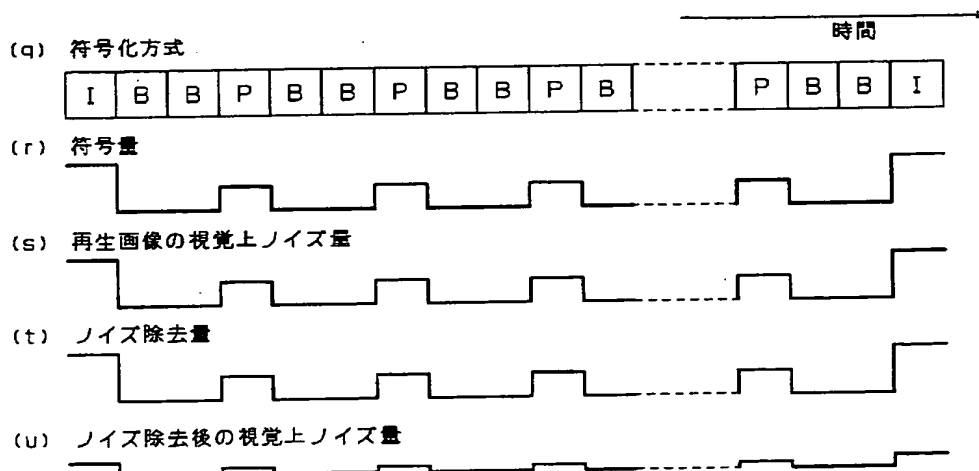 時間
(q) 符号化方式
I B B P B B P B B P B P B B I
(r) 符号量
(s) 再生画像の視覚上ノイズ量
(t) ノイズ除去量
(u) ノイズ除去後の視覚上ノイズ量